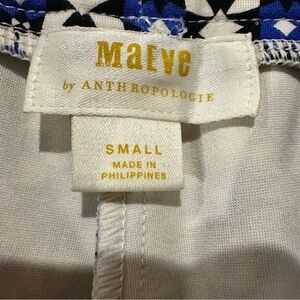 Maeve
by ANTHROPOLOGIE
SMALL
MADE IN
PHILIPPINES